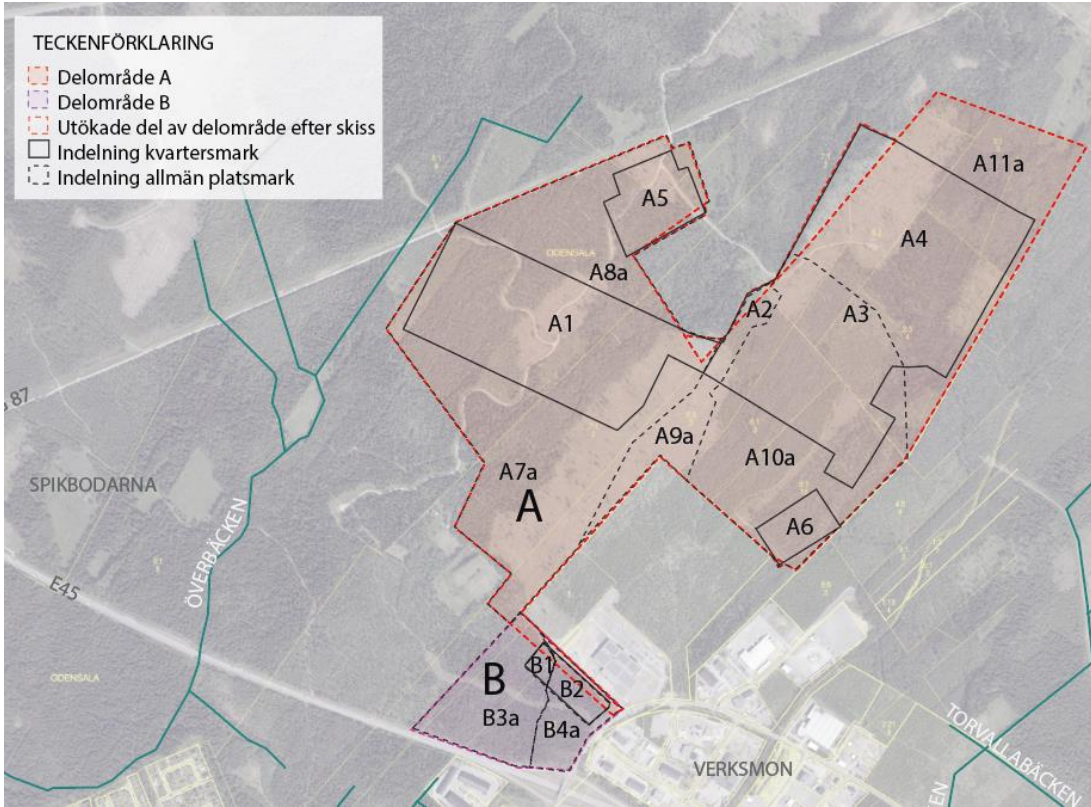 TECKENFÖRKLARING
Delområde A
Delområde B
Utökade del av delområde efter skiss
Indelning kvartersmark
Indelning allmän platsmark
A11a
A5
A4
ODENSALA
A8a
A2
A3
A1
87
A9a
A10a
A7a
A
A6
SPIKBODARNA
ÖVERBÄCKEN
E45
ODENSALA
B
B1
B2
B3a
B4a
VERKSMON
TORVALLABÄCKEN